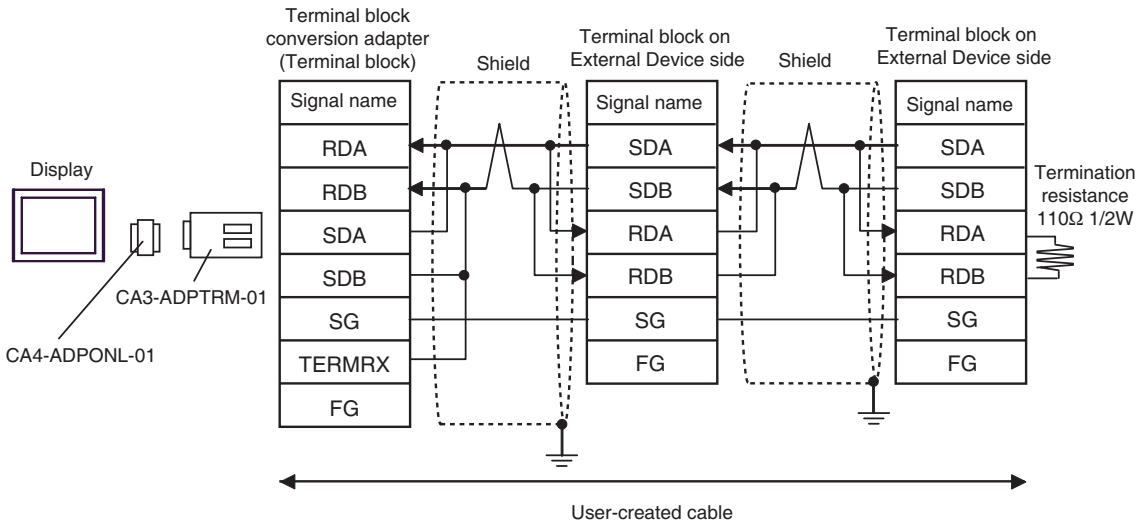 Terminal block
conversion adapter
(Terminal block)
Shield
Terminal block on
External Device side
Shield
Terminal block on
External Device side
Display
CA3-ADPTRM-01
CA4-ADPONL-01
Signal name
RDA
RDB
SDA
SDB
SG
TERMRX
FG
Signal name
SDA
SDB
RDA
RDB
SG
FG
Signal name
SDA
SDB
RDA
RDB
SG
FG
Termination
resistance
110Ω 1/2W
User-created cable